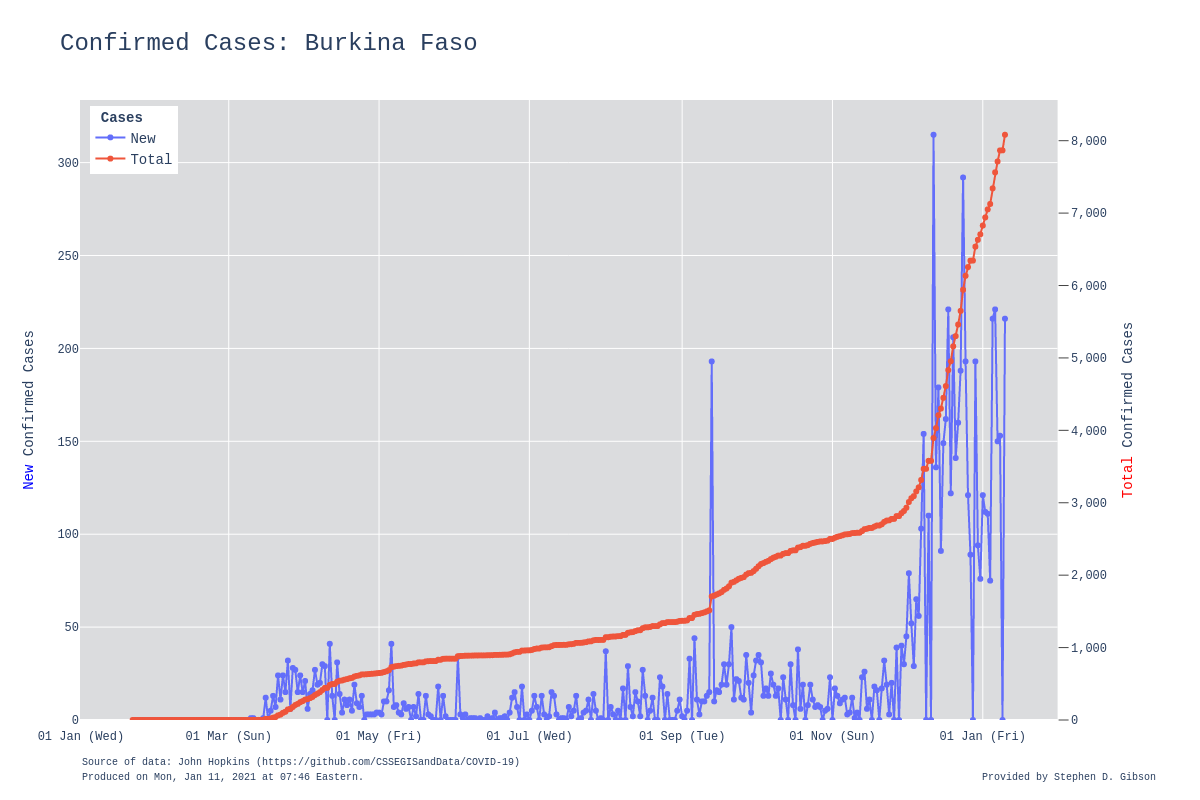 Confirmed Cases: Burkina Faso
Cases
New
Total
300
250
200
150
100
50
0
8,000
7,000
6,000
5,000
4,000
3,000
2,000
1,000
0
New Confirmed Cases
Total Confirmed Cases
01 Jan (Wed) 01 Mar (Sun) 01 May (Fri) 01 Jul (Wed) 01 Sep (Tue) 01 Nov (Sun) 01 Jan (Fri)
Source of data: John Hopkins (https://github.com/CSSEGISandData/COVID-19)
Produced on Mon, Jan 11, 2021 at 07:46 Eastern.
Provided by Stephen D. Gibson